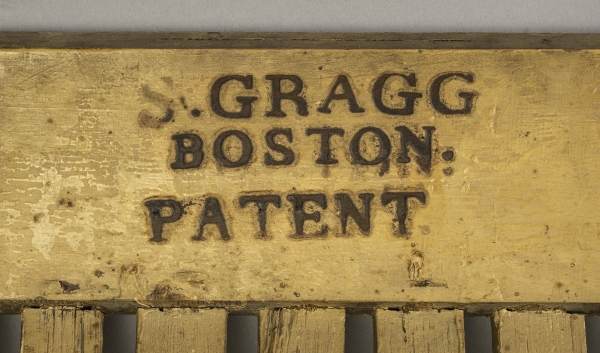 S. GRAGG
BOSTON.
PATENT